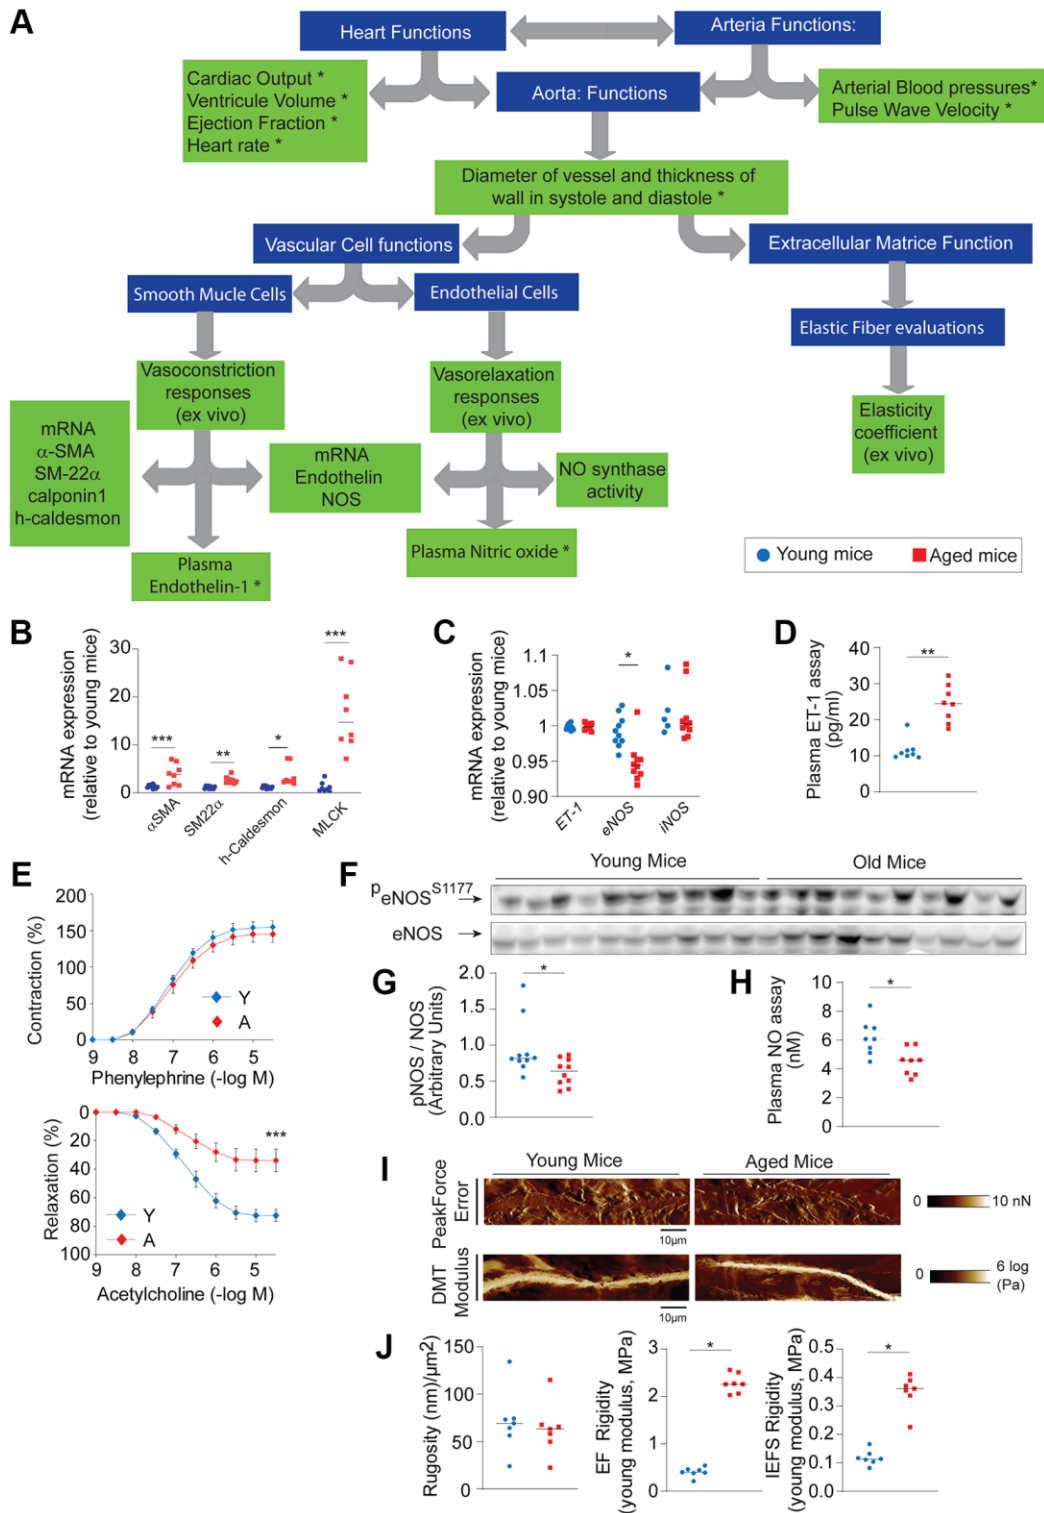 A
Heart Functions
Arteria Functions:
Cardiac Output *
Ventricule Volume *
Ejection Fraction *
Heart rate *
Aorta: Functions
Arterial Blood pressures*
Pulse Wave Velocity *
Diameter of vessel and thickness of
wall in systole and diastole *
Vascular Cell functions
Extracellular Matrice Function
Smooth Mucle Cells
Endothelial Cells
Elastic Fiber evaluations
Vasoconstriction
responses
(ex vivo)
Vasorelaxation
responses
(ex vivo)
Elasticity
coefficient
(ex vivo)
mRNA
α-SMA
SM-22α
calponin1
h-caldesmon
mRNA
Endothelin
NOS
NO synthase
activity
Plasma
Endothelin-1 *
Plasma Nitric oxide *
Young mice
Aged mice
B
mRNA expression
(relative to young mice)
30
20
10
0
***
**
*
***
αSMA
SM22α
h-Caldesmon
MLCK
C
mRNA expression
(relative to young mice)
1.1
1.05
1
0.95
0.90
*
ET-1
eNOS
iNOS
D
Plasma ET-1 assay
(pg/ml)
40
30
20
10
0
**
E
Contraction (%)
200
150
100
50
0
Y
A
9 8 7 6 5
Phenylephrine (-log M)
Relaxation (%)
0
20
40
60
80
100
***
Y
A
9 8 7 6 5
Acetylcholine (-log M)
F
Young Mice
Old Mice
peNOSS1177
eNOS
G
pNOS / NOS
(Arbitrary Units)
2.0
1.5
1.0
0.5
0.0
*
H
Plasma NO assay
(nM)
10
8
6
4
2
0
*
I
Young Mice
Aged Mice
PeakForce
Error
0 10 nN
10µm
DMT
Modulus
0 6 log
(Pa)
10µm
J
Rugosity (nm)/µm²
150
100
50
0
EF Rigidity
(young modulus, MPa)
3
2
1
0
*
IEFS Rigidity
(young modulus, MPa)
0.5
0.4
0.3
0.2
0.1
0.0
*